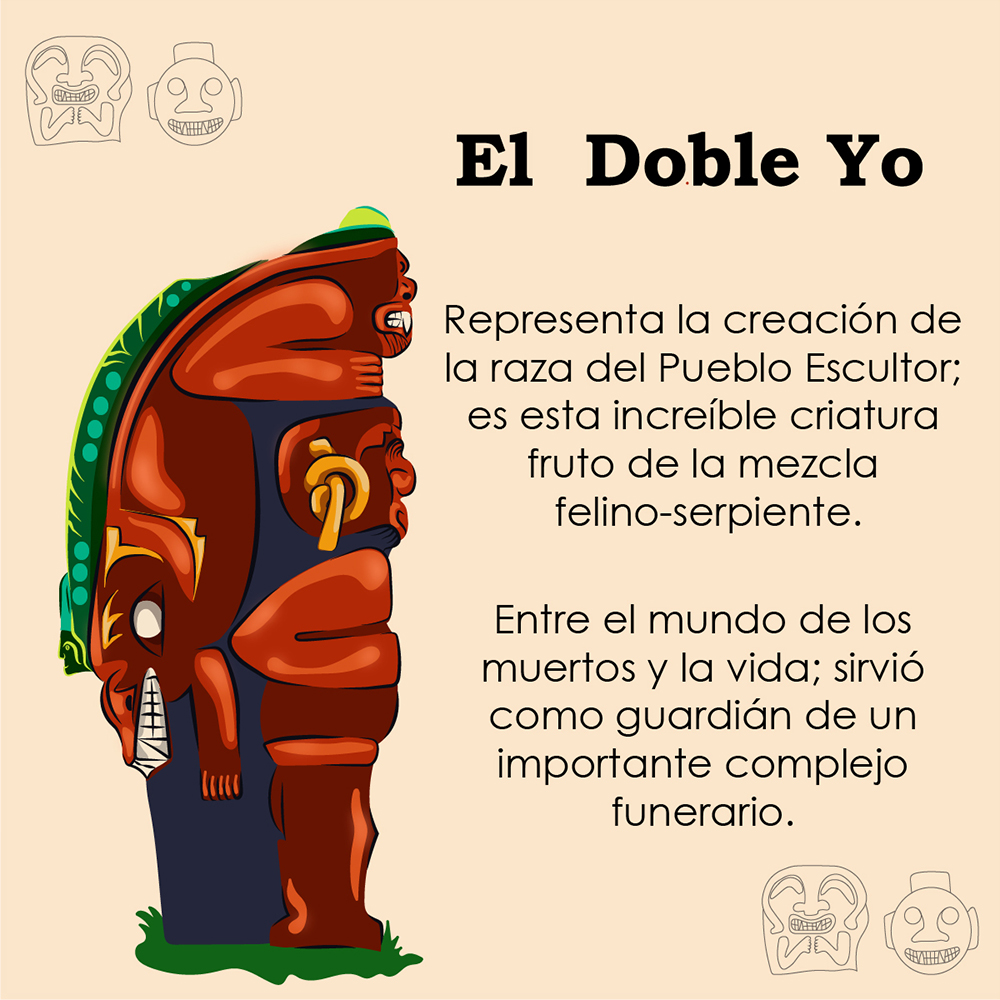 El Doble Yo
Representa la creación de
la raza del Pueblo Escultor;
es esta increíble criatura
fruto de la mezcla
felino-serpiente.
Entre el mundo de los
muertos y la vida; sirvió
como guardián de un
importante complejo
funerario.